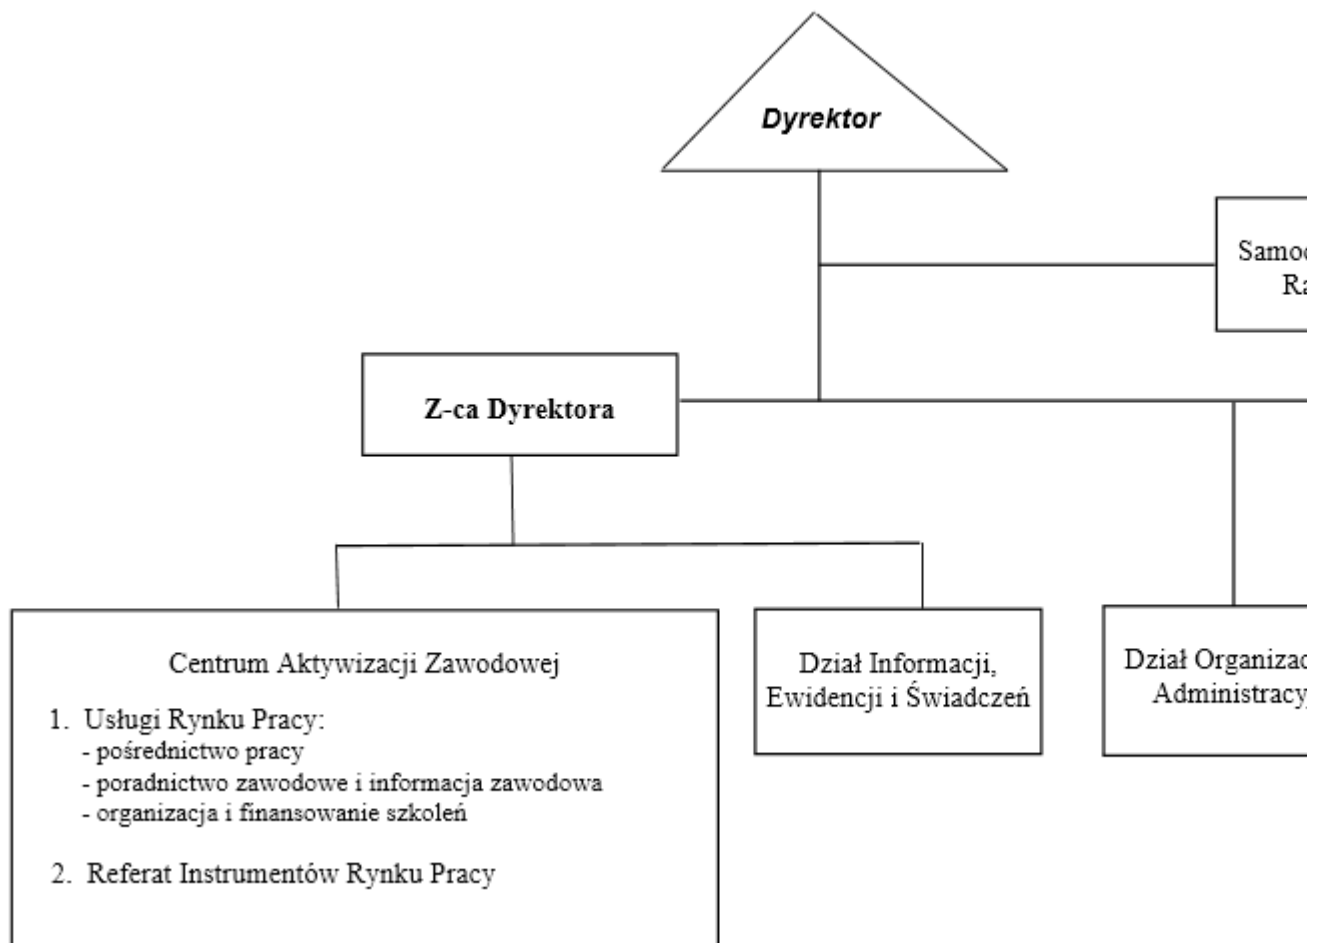 Dyrektor
Z-ca Dyrektora
Centrum Aktywizacji Zawodowej
1. Usługi Rynku Pracy:
- pośrednictwo pracy
- poradnictwo zawodowe i informacja zawodowa
- organizacja i finansowanie szkoleń
2. Referat Instrumentów Rynku Pracy
Dział Informacji,
Ewidencji i Świadczeń
Dział